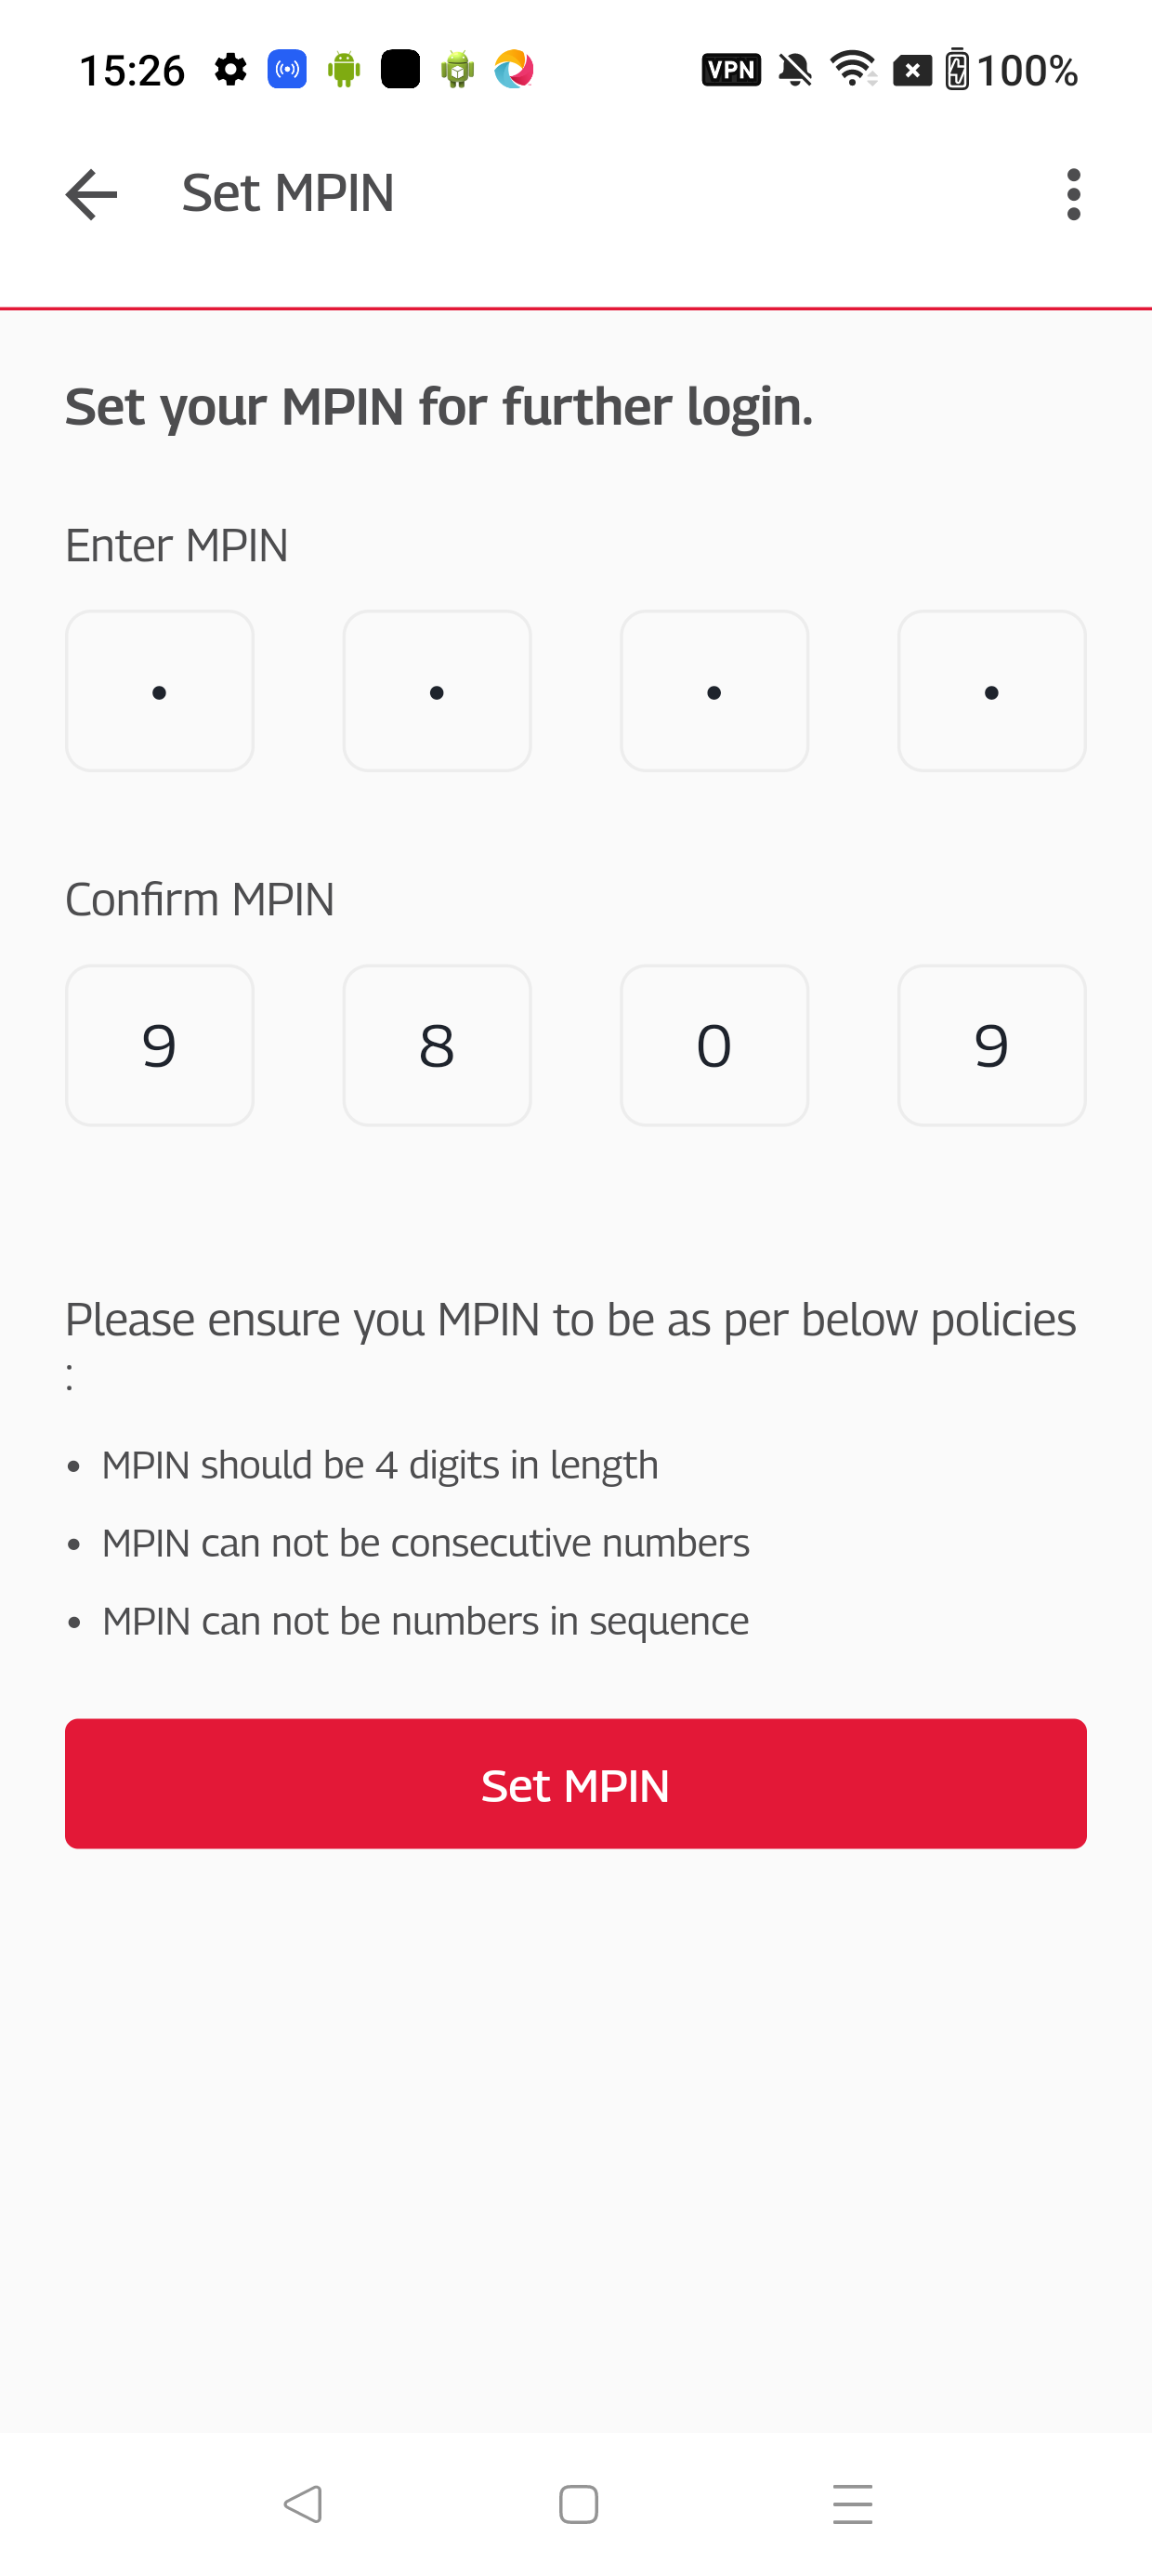 15:26
VPN
100%
Set MPIN
Set your MPIN for further login.
Enter MPIN
Confirm MPIN
9 8 0 9
Please ensure you MPIN to be as per below policies
:
• MPIN should be 4 digits in length
• MPIN can not be consecutive numbers
• MPIN can not be numbers in sequence
Set MPIN